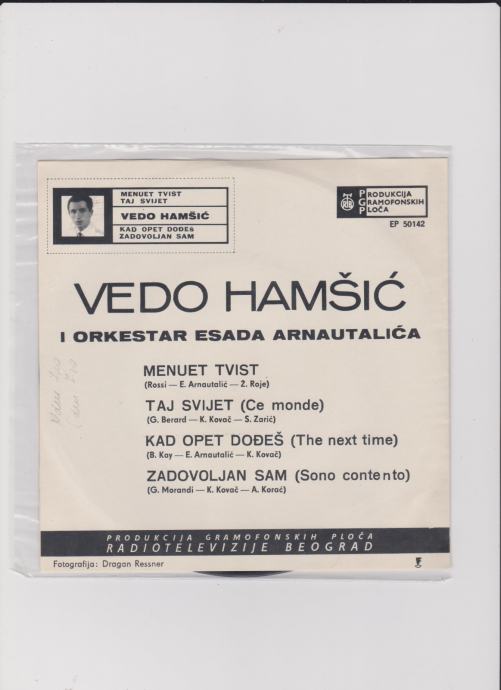 MENUET TVIST
TAJ SVIJET
VEDO HAMŠIĆ
KAD OPET DOĐEŠ
ZADOVOLJAN SAM
PGP RTB
PRODUKCIJA
GRAMOFONSKIH
PLOČA
EP 50142
VEDO HAMŠIĆ
I ORKESTAR ESADA ARNAUTALIĆA
MENUET TVIST
(Rossi — E. Arnautalić — Ž. Roje)
TAJ SVIJET (Ce monde)
(G. Berard — K. Kovač — S. Zarić)
KAD OPET DOĐEŠ (The next time)
(B. Kay — E. Arnautalić — K. Kovač)
ZADOVOLJAN SAM (Sono contento)
(G. Morandi — K. Kovač — A. Korać)
PRODUKCIJA GRAMOFONSKIH PLOČA
RADIOTELEVIZIJE BEOGRAD
Fotografija: Dragan Ressner